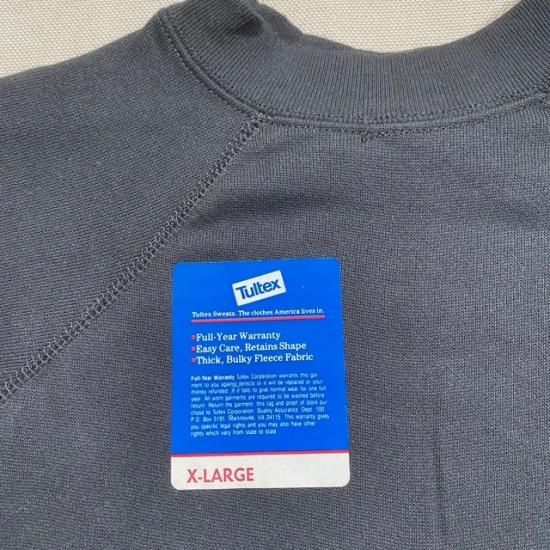 Tultex
Tultex Sweats. The clothes America lives in.
Full-Year Warranty
Easy Care, Retains Shape
Thick, Bulky Fleece Fabric
Full-Year Warranty Tultex Corporation warrants this gar
ment to you against defects or it will be replaced or your
money refunded if it fails to give normal wear for one full
year. All worn garments are required to be washed before
return. Return the garment, this tag and proof of store pur
chase to Tultex Corporation, Quality Assurance, Dept. 100
P.O. Box 5191 Martinsville, VA 24115. This warranty gives
you specific legal rights and you may also have other
rights which vary from state to state
X-LARGE